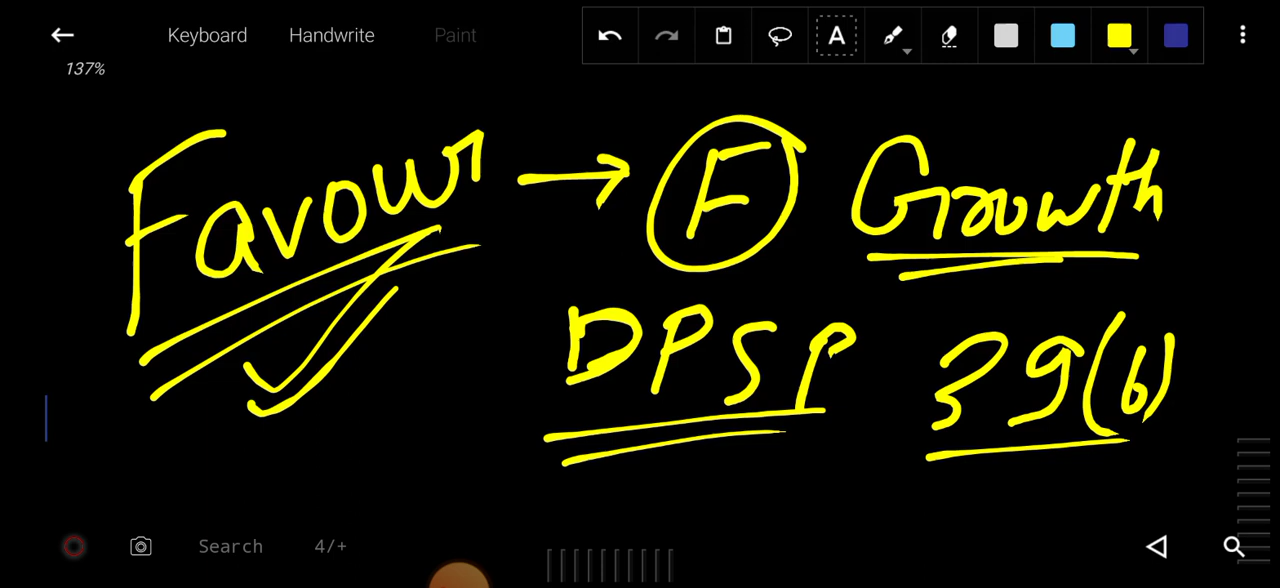 Keyboard Handwrite Paint A
137%
Favour → F Growth
DPSP 39(b)
Search 4/+